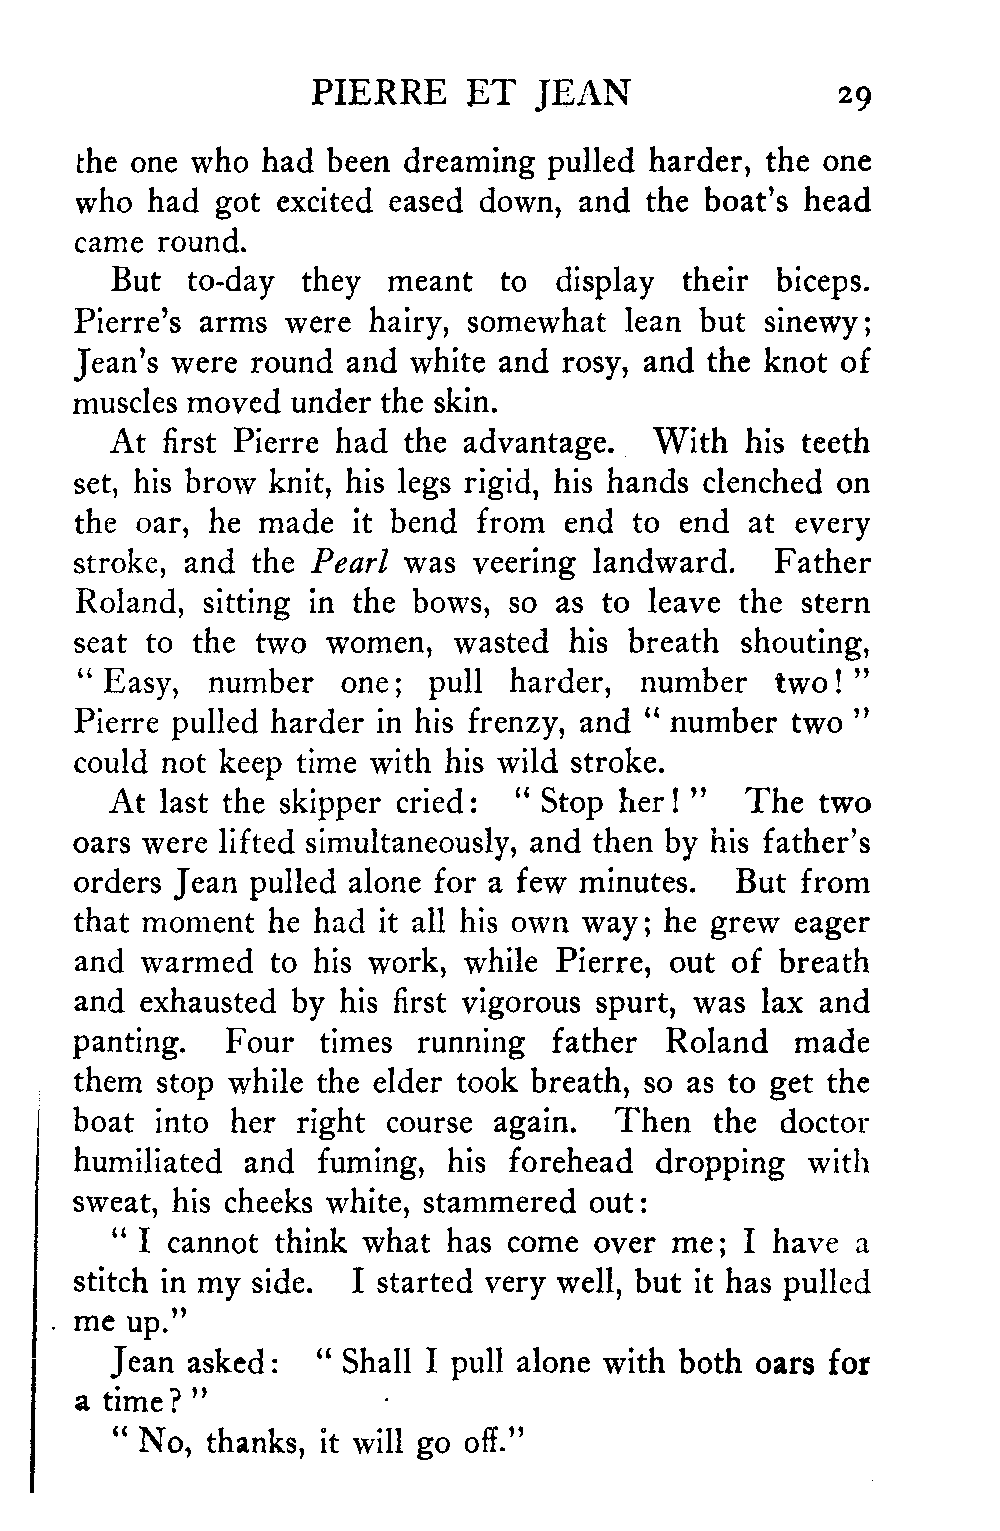 PIERRE ET JEAN 29
the one who had been dreaming pulled harder, the one
who had got excited eased down, and the boat's head
came round.
But to-day they meant to display their biceps.
Pierre's arms were hairy, somewhat lean but sinewy;
Jean's were round and white and rosy, and the knot of
muscles moved under the skin.
At first Pierre had the advantage. With his teeth
set, his brow knit, his legs rigid, his hands clenched on
the oar, he made it bend from end to end at every
stroke, and the Pearl was veering landward. Father
Roland, sitting in the bows, so as to leave the stern
seat to the two women, wasted his breath shouting,
" Easy, number one; pull harder, number two! "
Pierre pulled harder in his frenzy, and " number two "
could not keep time with his wild stroke.
At last the skipper cried: " Stop her! " The two
oars were lifted simultaneously, and then by his father's
orders Jean pulled alone for a few minutes. But from
that moment he had it all his own way; he grew eager
and warmed to his work, while Pierre, out of breath
and exhausted by his first vigorous spurt, was lax and
panting. Four times running father Roland made
them stop while the elder took breath, so as to get the
boat into her right course again. Then the doctor
humiliated and fuming, his forehead dropping with
sweat, his cheeks white, stammered out:
" I cannot think what has come over me; I have a
stitch in my side. I started very well, but it has pulled
me up."
Jean asked: " Shall I pull alone with both oars for
a time? "
" No, thanks, it will go off."